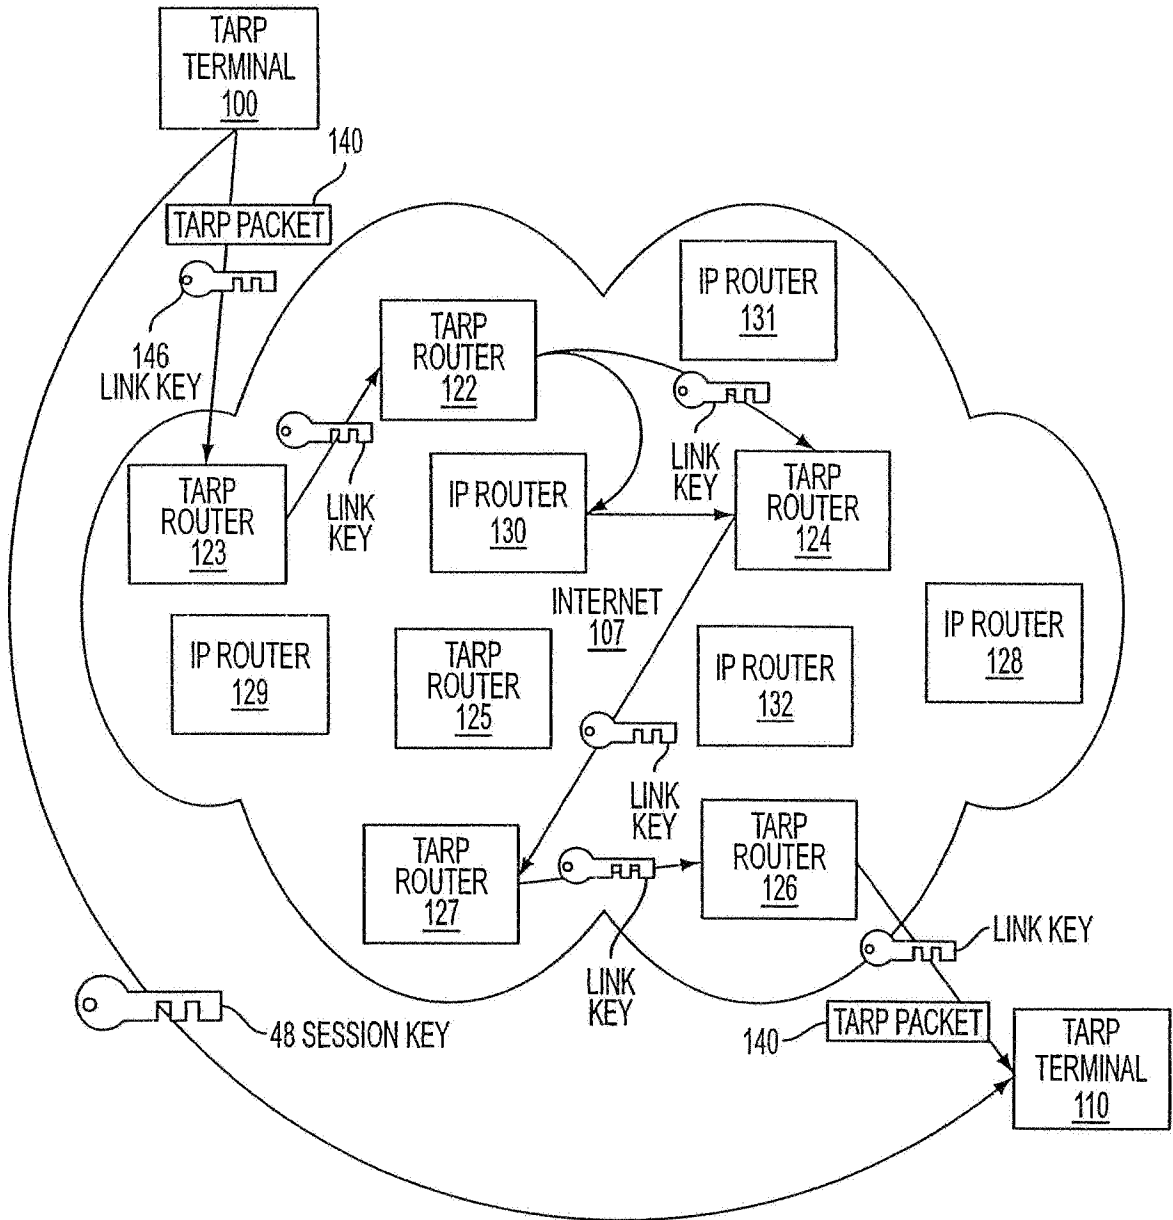 TARP
TERMINAL
100
140
TARP PACKET
146
LINK KEY
IP ROUTER
131
TARP
ROUTER
122
LINK
KEY
LINK
KEY
TARP
ROUTER
123
IP ROUTER
130
TARP
ROUTER
124
INTERNET
107
IP ROUTER
129
TARP
ROUTER
125
IP ROUTER
132
IP ROUTER
128
LINK
KEY
TARP
ROUTER
127
TARP
ROUTER
126
LINK
KEY
LINK KEY
48 SESSION KEY
140
TARP PACKET
TARP
TERMINAL
110